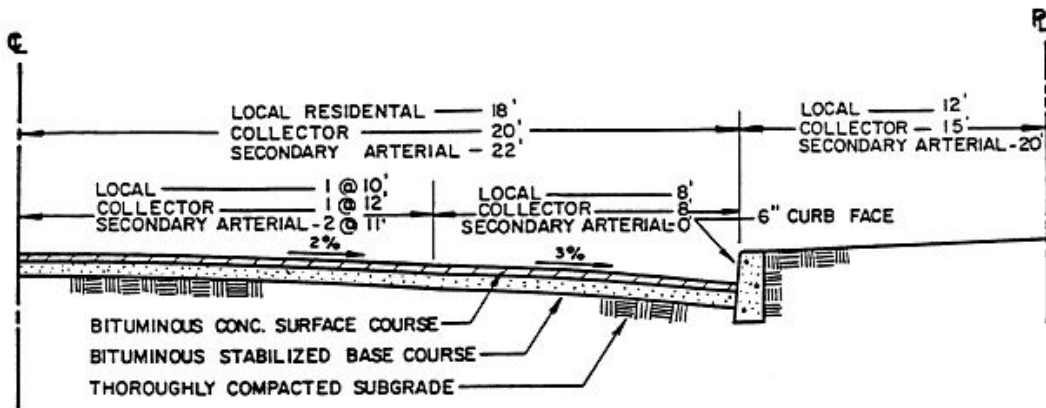 ℄
PL
LOCAL RESIDENTAL — 18'
COLLECTOR — 20'
SECONDARY ARTERIAL - 22'
LOCAL — 12'
COLLECTOR — 15'
SECONDARY ARTERIAL - 20'
LOCAL — 1 @ 10'
COLLECTOR — 1 @ 12'
SECONDARY ARTERIAL - 2 @ 11'
LOCAL — 8'
COLLECTOR — 8'
SECONDARY ARTERIAL - 0'
6" CURB FACE
2%
3%
BITUMINOUS CONC. SURFACE COURSE
BITUMINOUS STABILIZED BASE COURSE
THOROUGHLY COMPACTED SUBGRADE